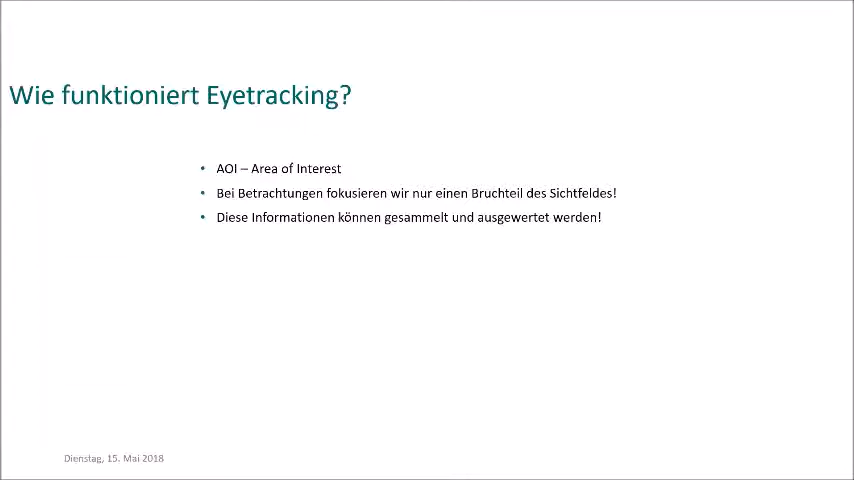 Wie funktioniert Eyetracking?
• AOI – Area of Interest
• Bei Betrachtungen fokusieren wir nur einen Bruchteil des Sichtfeldes!
• Diese Informationen können gesammelt und ausgewertet werden!
Dienstag, 15. Mai 2018